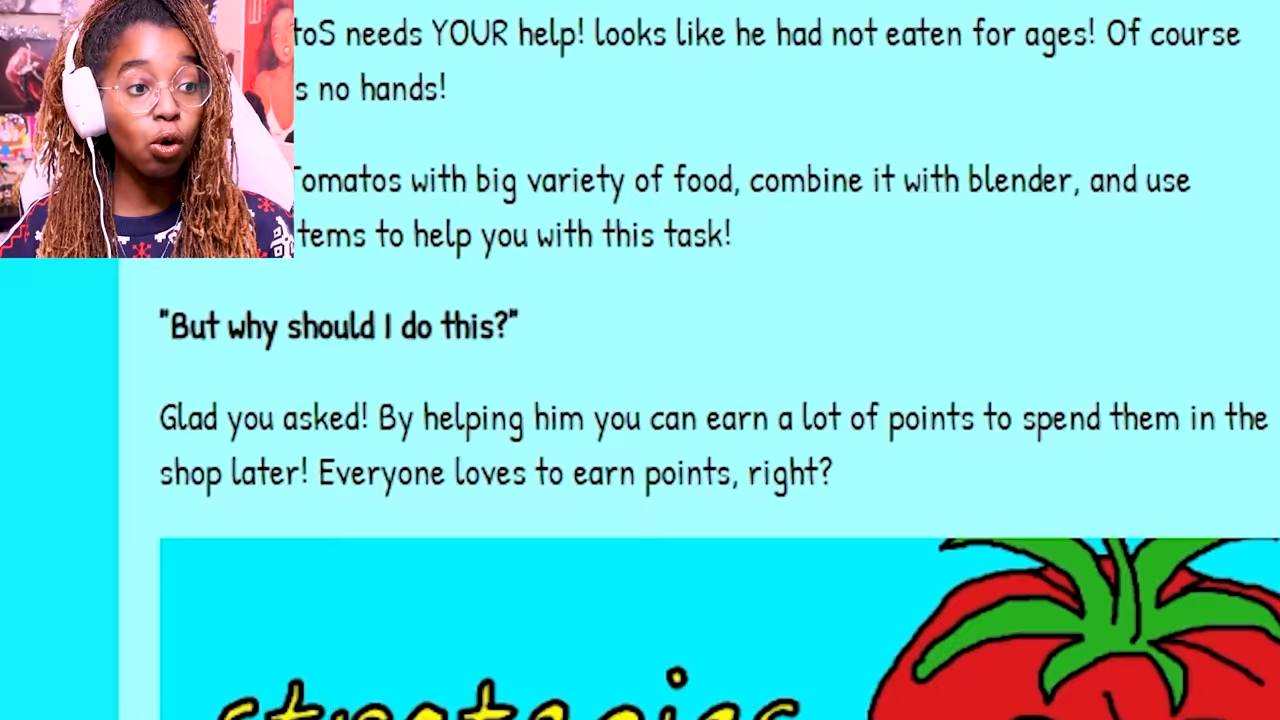 toS needs YOUR help! looks like he had not eaten for ages! Of course
s no hands!
Tomatos with big variety of food, combine it with blender, and use
tems to help you with this task!
"But why should I do this?"
Glad you asked! By helping him you can earn a lot of points to spend them in the
shop later! Everyone loves to earn points, right?
strategies